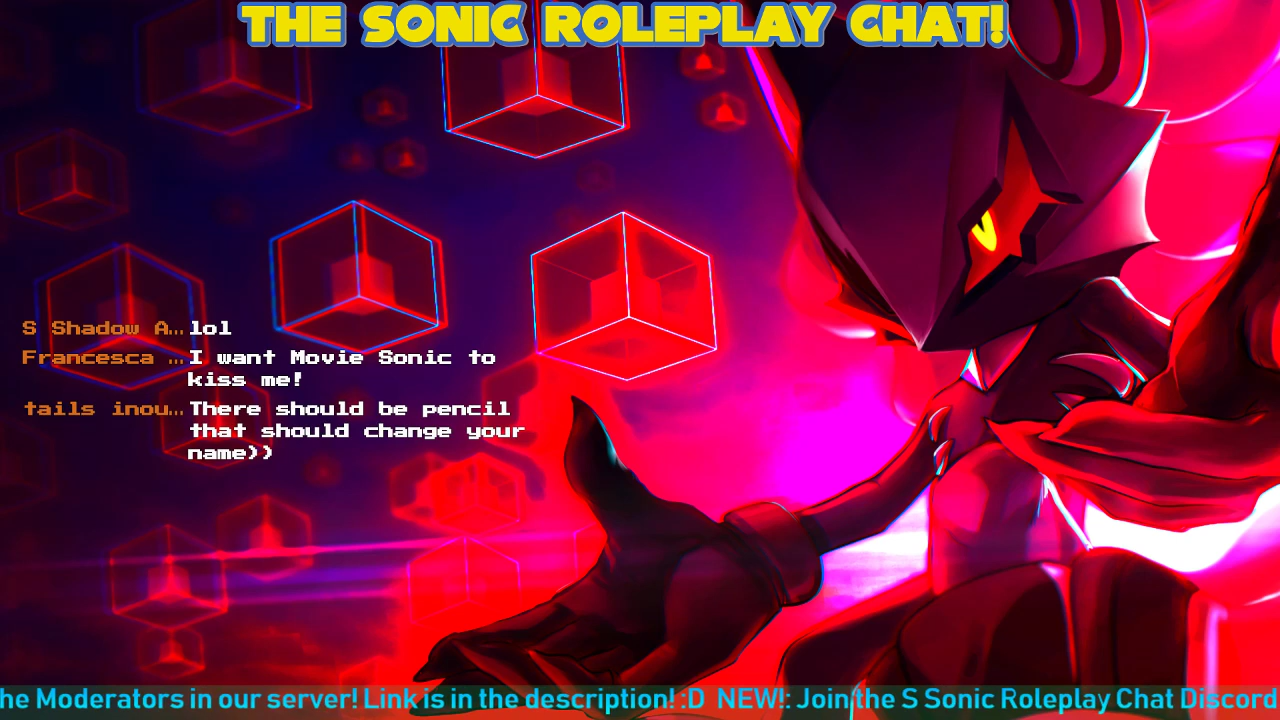 THE SONIC ROLEPLAY CHAT!
S Shadow A... lol
Francesca ... I want Movie Sonic to
kiss me!
tails inou... There should be pencil
that should change your
name))
he Moderators in our server! Link is in the description! :D NEW!: Join the S Sonic Roleplay Chat Discord